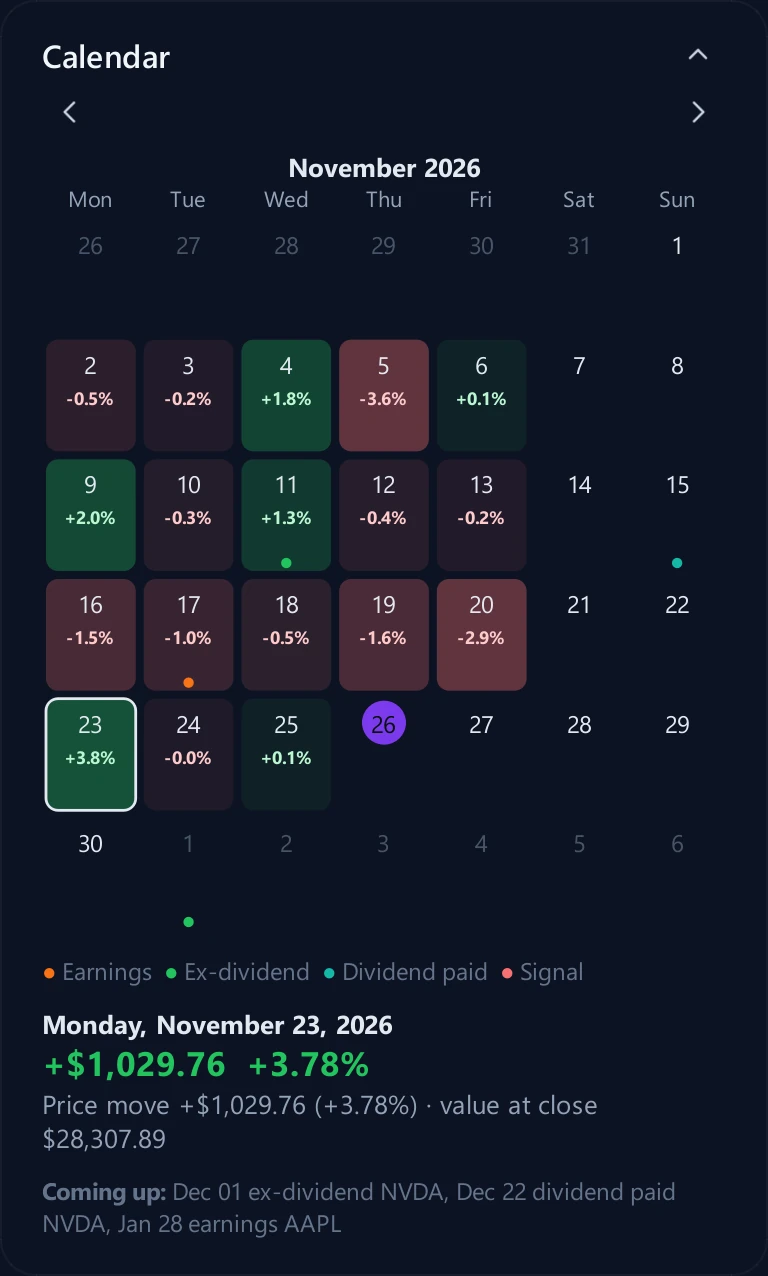 Calendar
November 2026
Mon Tue Wed Thu Fri Sat Sun
26 27 28 29 30 31 1
2 3 4 5 6 7 8
-0.5% -0.2% +1.8% -3.6% +0.1%
9 10 11 12 13 14 15
+2.0% -0.3% +1.3% -0.4% -0.2%
16 17 18 19 20 21 22
-1.5% -1.0% -0.5% -1.6% -2.9%
23 24 25 26 27 28 29
+3.8% -0.0% +0.1%
30 1 2 3 4 5 6
Earnings Ex-dividend Dividend paid Signal
Monday, November 23, 2026
+$1,029.76 +3.78%
Price move +$1,029.76 (+3.78%) · value at close
$28,307.89
Coming up: Dec 01 ex-dividend NVDA, Dec 22 dividend paid
NVDA, Jan 28 earnings AAPL